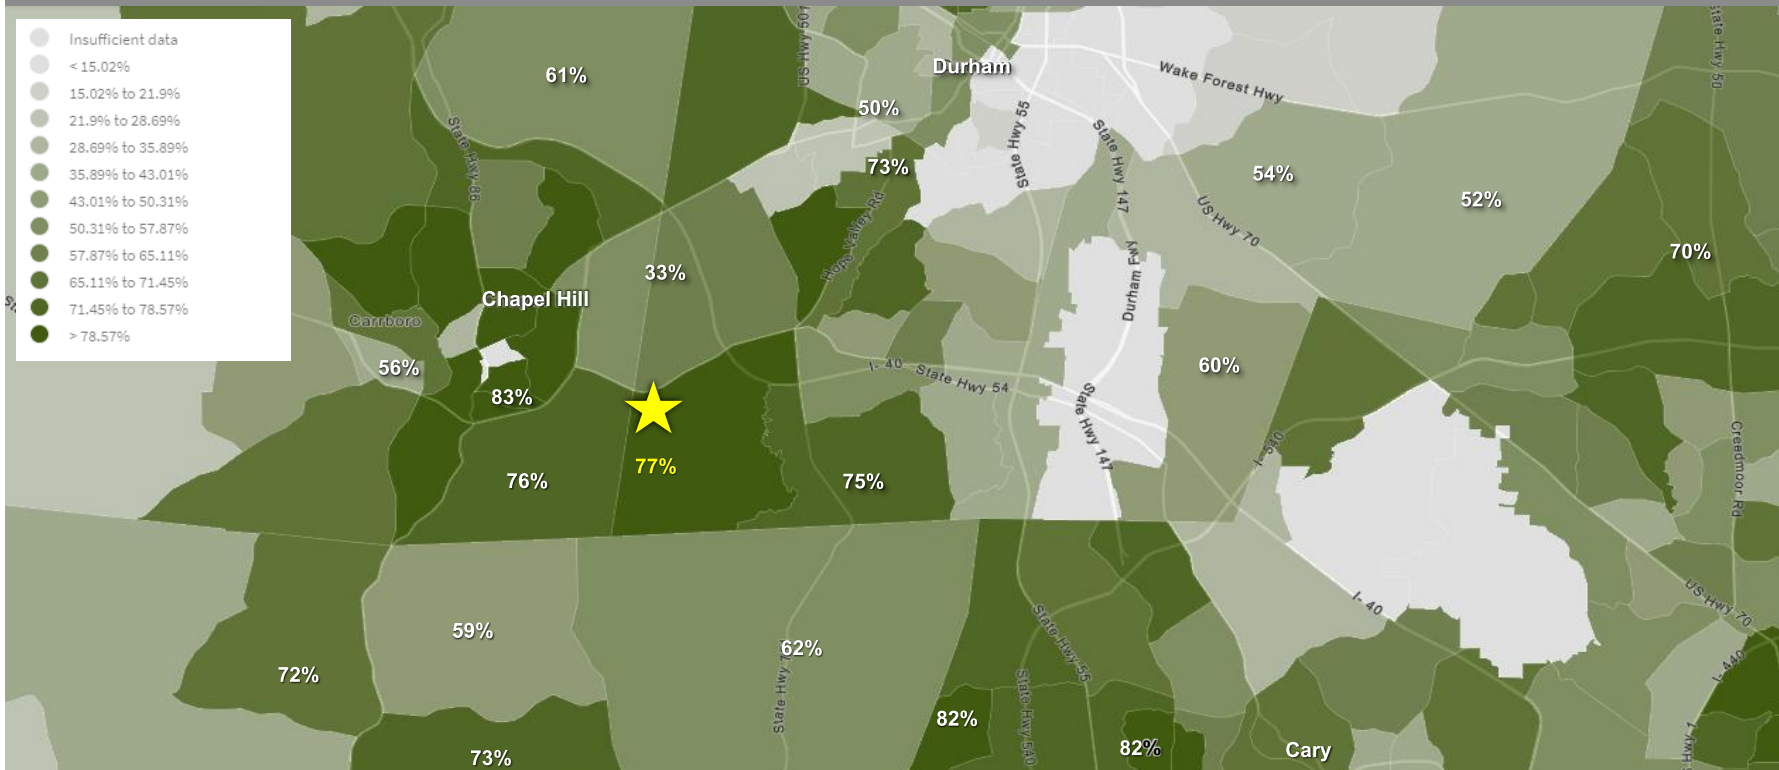 Insufficient data
< 15.02%
15.02% to 21.9%
21.9% to 28.69%
28.69% to 35.89%
35.89% to 43.01%
43.01% to 50.31%
50.31% to 57.87%
57.87% to 65.11%
65.11% to 71.45%
71.45% to 78.57%
> 78.57%
US Hwy 501
State Hwy 50
Durham
61%
Wake Forest Hwy
50%
State Hwy 55
State Hwy 86
State Hwy 147
73%
54%
52%
Hope Valley Rd
US Hwy 70
70%
33%
Durham Fwy
Chapel Hill
Carrboro
56%
I- 40
State Hwy 54
60%
83%
State Hwy 147
I- 540
Creedmoor Rd
77%
76%
75%
I- 40
US Hwy 70
59%
State Hwy 55
62%
72%
State Hwy
I- 440
State Hwy 540
82%
82%
Cary
Hwy 1
73%